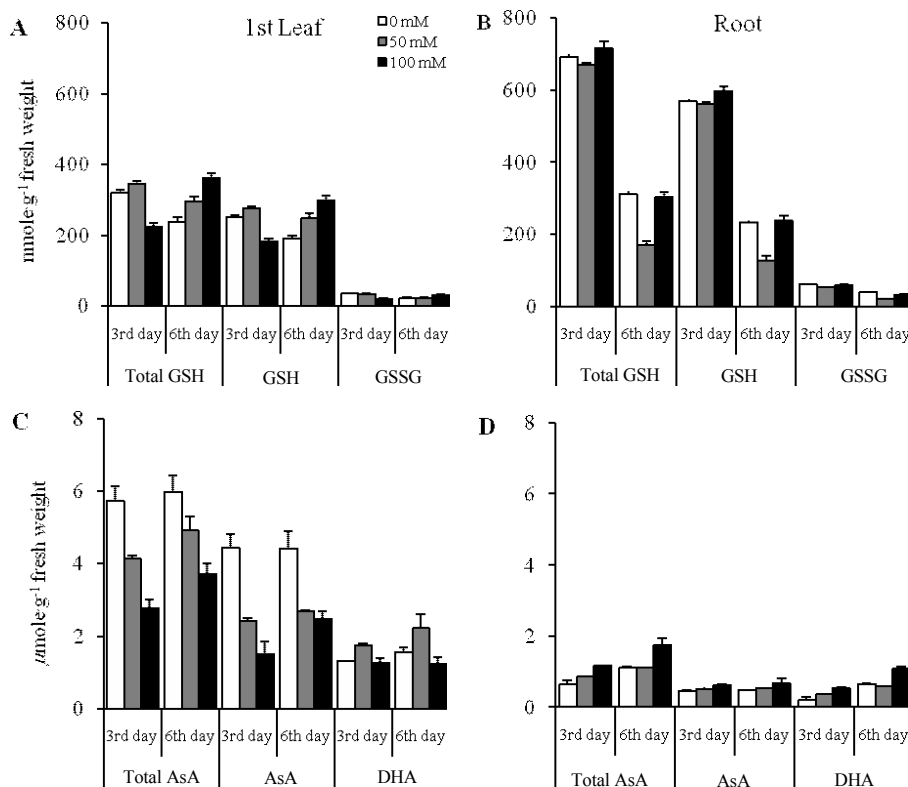 A
1st Leaf
0 mM
50 mM
100 mM
800
600
400
200
0
mmole·g⁻¹ fresh weight
3rd day 6th day 3rd day 6th day 3rd day 6th day
Total GSH GSH GSSG
B
Root
800
600
400
200
0
3rd day 6th day 3rd day 6th day 3rd day 6th day
Total GSH GSH GSSG
C
8
6
4
2
0
µmole·g⁻¹ fresh weight
3rd day 6th day 3rd day 6th day 3rd day 6th day
Total AsA AsA DHA
D
8
6
4
2
0
3rd day 6th day 3rd day 6th day 3rd day 6th day
Total AsA AsA DHA